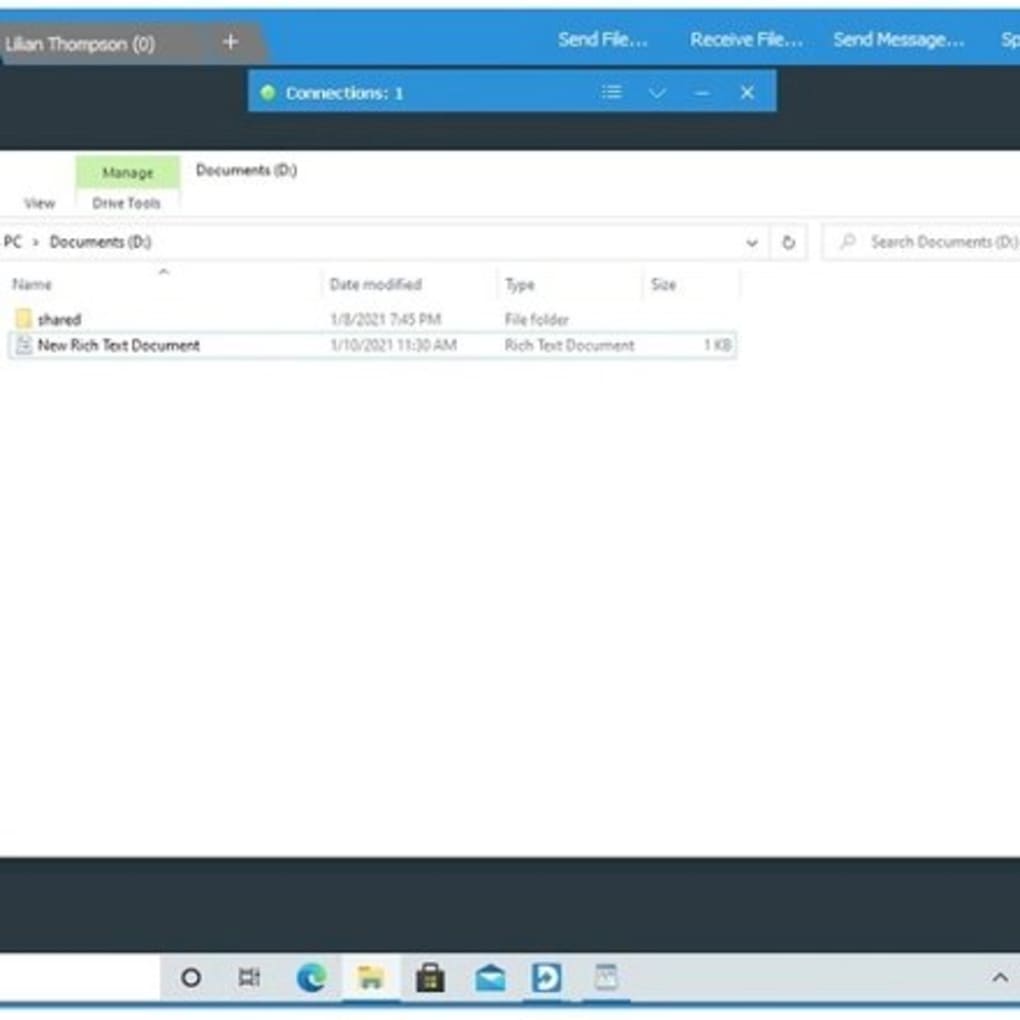 Lilian Thompson (0) + Send File... Receive File... Send Message... Sp
Connections: 1
Manage Documents (D:)
View Drive Tools
PC > Documents (D:) Search Documents (D:)
Name Date modified Type Size
shared 1/8/2021 7:45 PM File folder
New Rich Text Document 1/10/2021 11:30 AM Rich Text Document 1 KB